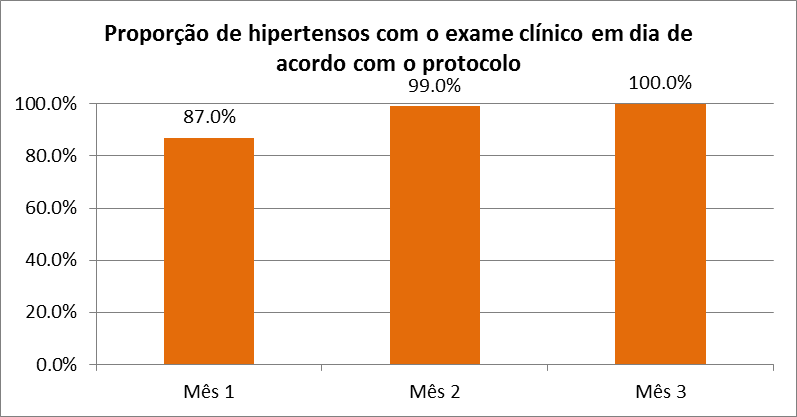 Proporção de hipertensos com o exame clínico em dia de
acordo com o protocolo
100.0%
80.0%
60.0%
40.0%
20.0%
0.0%
87.0%
99.0%
100.0%
Mês 1
Mês 2
Mês 3